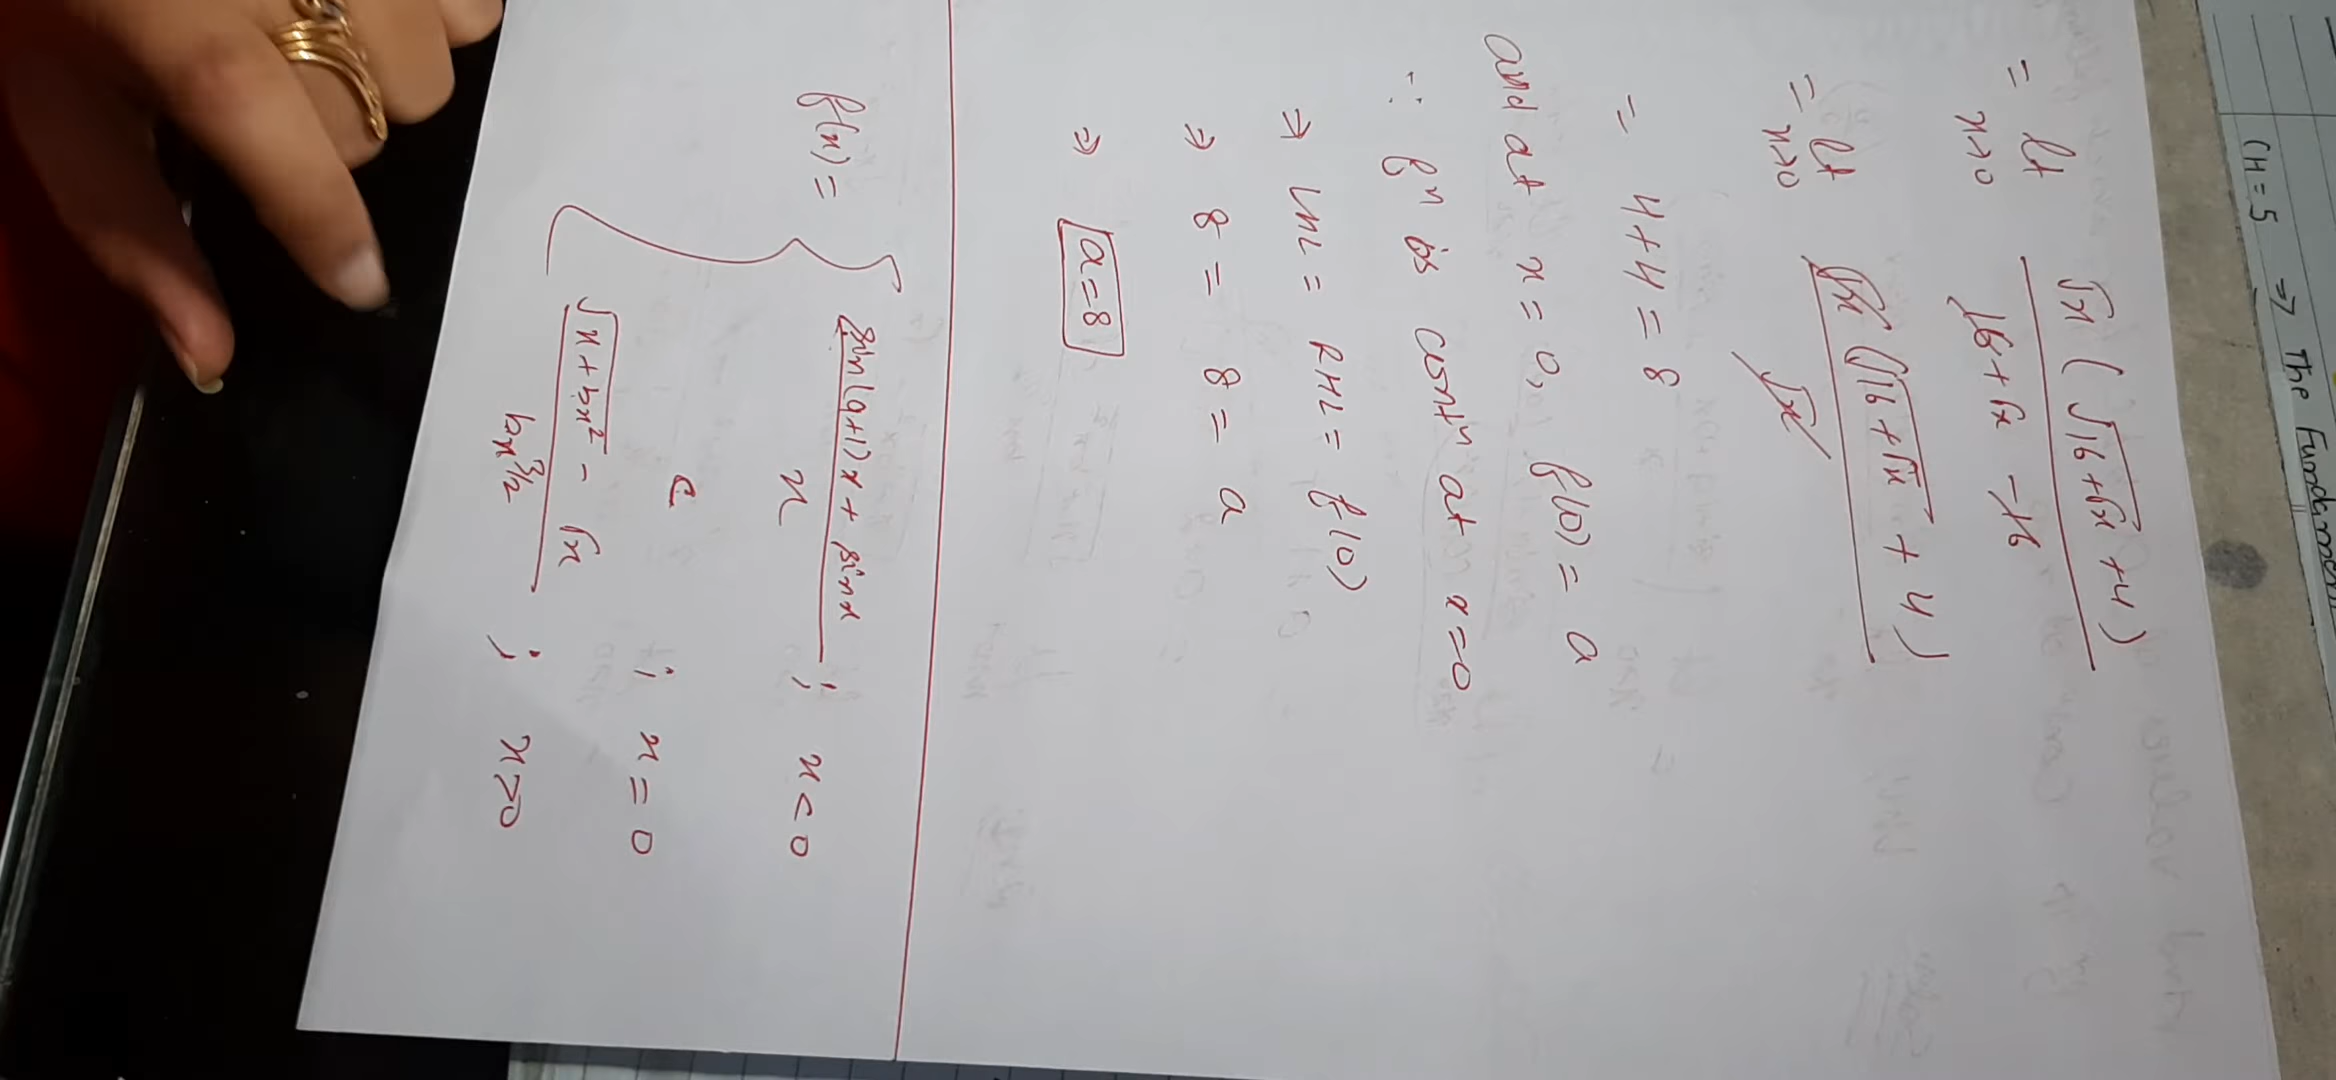 CH = 5 ⇒ The Fundamen
= lt x→0 √x (√16+√x +4) / 16+√x -16
= lt x→0 √x (√16+√x + 4) / √x
= 4+4 = 8
and at x = 0, f(0) = a
∵ fn is contn at x=0
⇒ LHL = RHL = f(0)
⇒ 8 = 8 = a
⇒ a=8
f(x) = { sin(a+1)x + sinx / x ; x < 0
c ; x = 0
√x+bx² - √x / bx^3/2 ; x>0